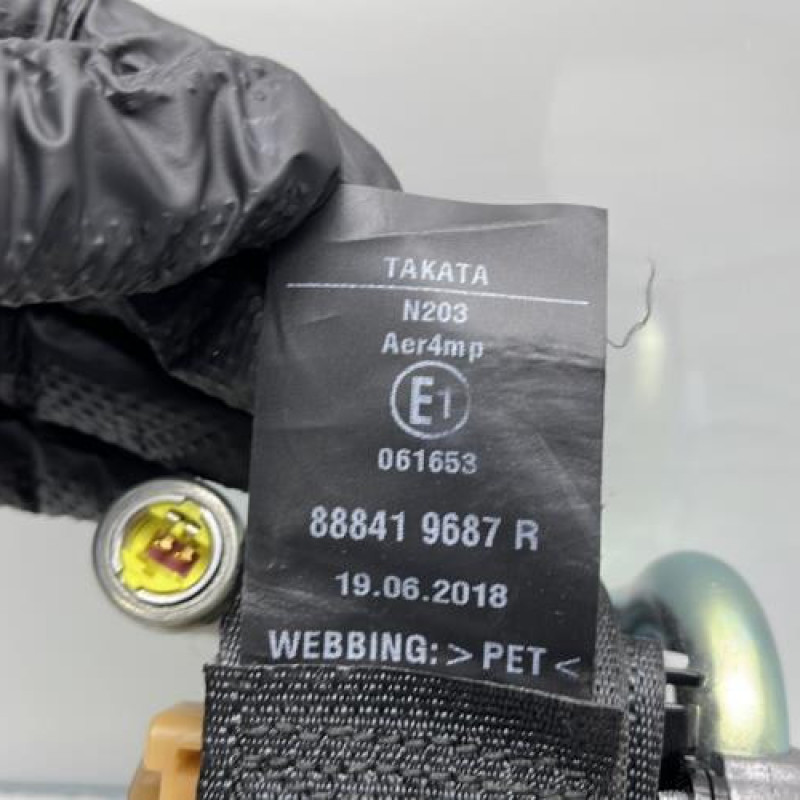 TAKATA
N203
Aer4mp
E1
061653
88841 9687 R
19.06.2018
WEBBING: > PET <